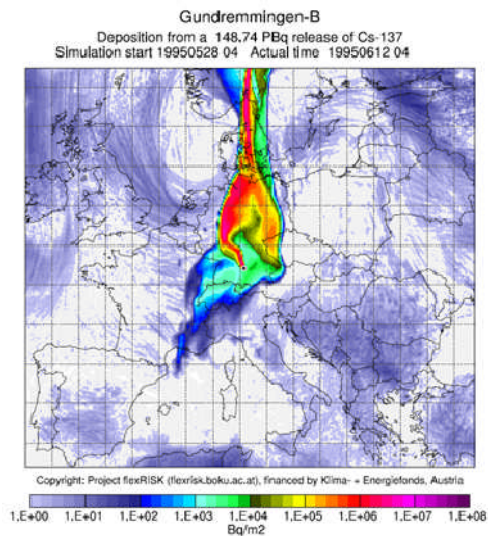 Gundremmingen-B
Deposition from a 148.74 PBq release of Cs-137
Simulation start 19950528 04 Actual time 19950612 04
Copyright: Project flexRISK (flexrisk.boku.ac.at), financed by Klima- + Energiefonds, Austria
1.E+00 1.E+01 1.E+02 1.E+03 1.E+04 1.E+05 1.E+06 1.E+07 1.E+08
Bq/m2